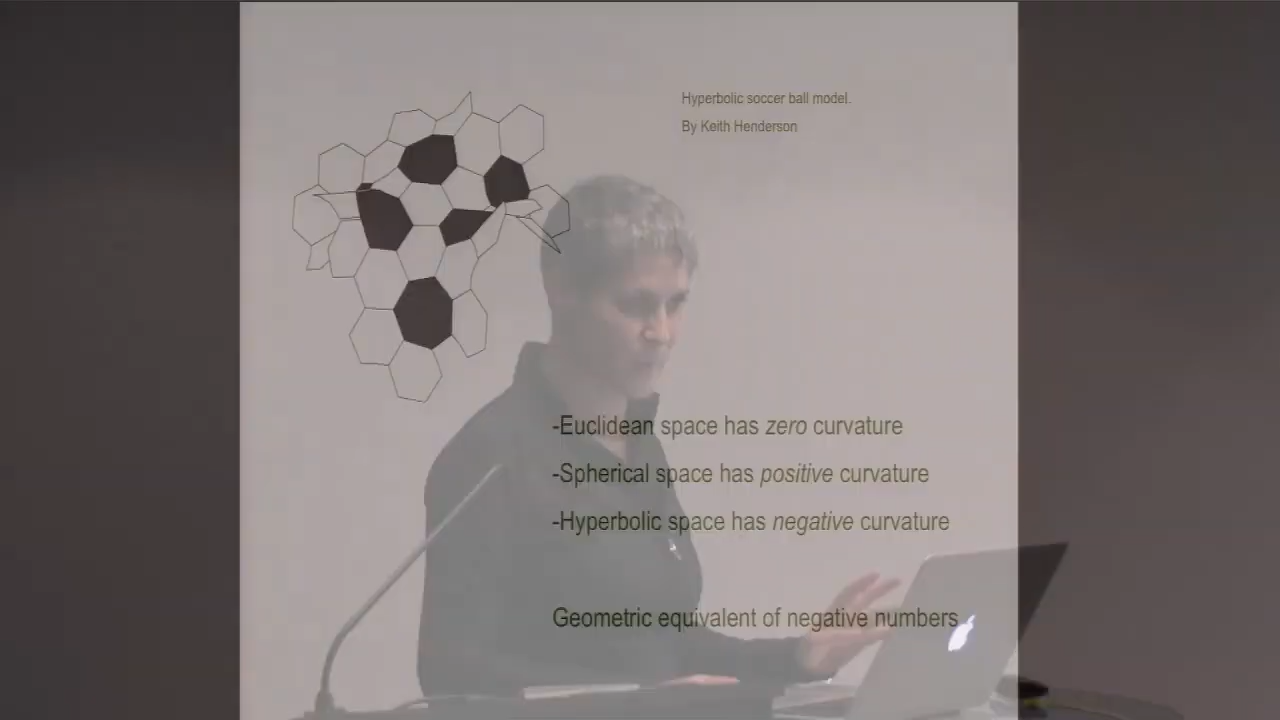 Hyperbolic soccer ball model.
By Keith Henderson
-Euclidean space has zero curvature
-Spherical space has positive curvature
-Hyperbolic space has negative curvature
Geometric equivalent of negative numbers